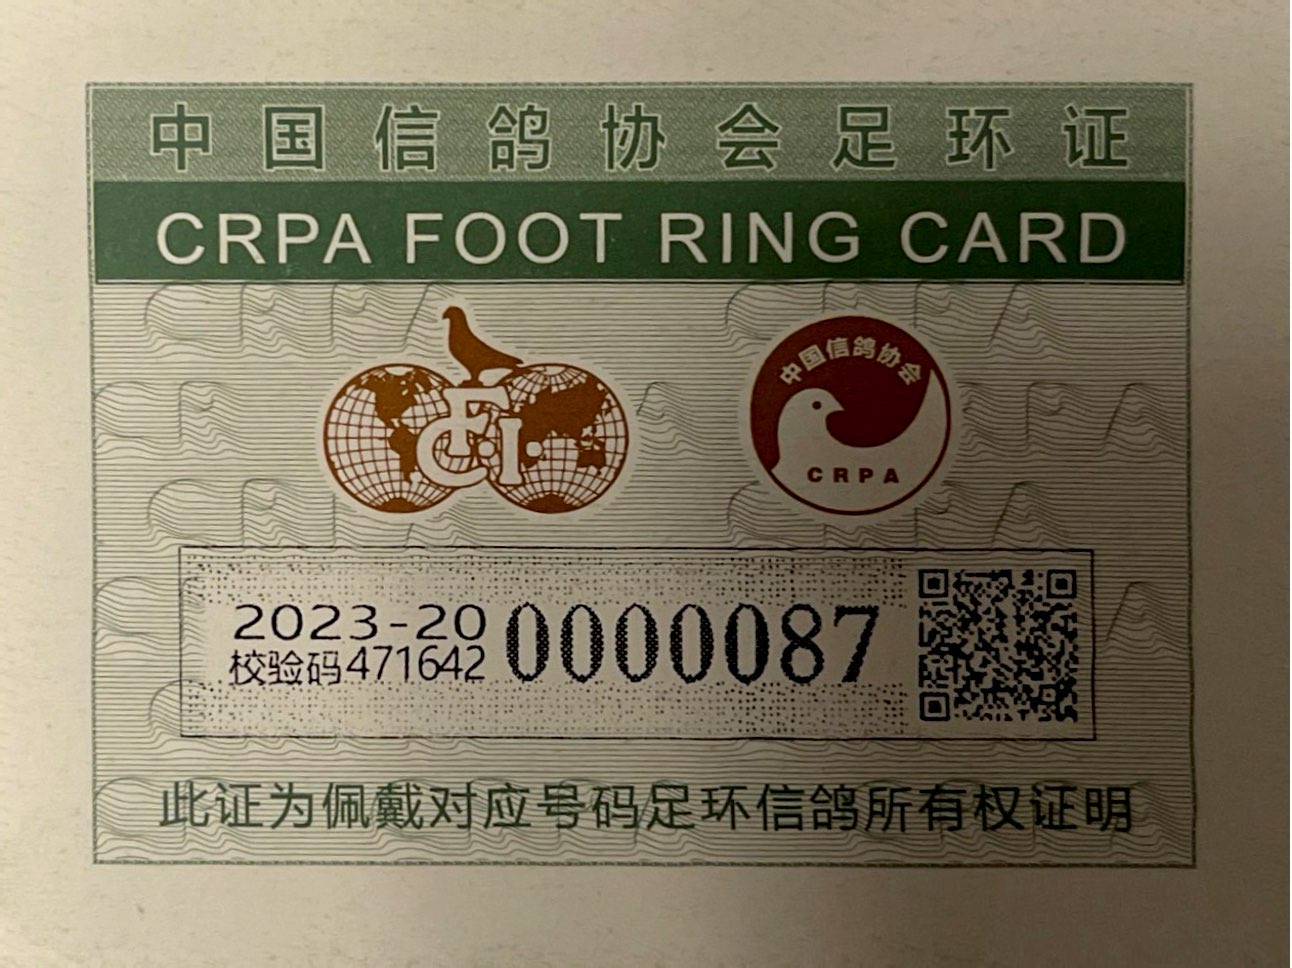 中国信鸽协会足环证
CRPA FOOT RING CARD
F.C.I.
中国信鸽协会
CRPA
2023-20 0000087
校验码471642
此证为佩戴对应号码足环信鸽所有权证明